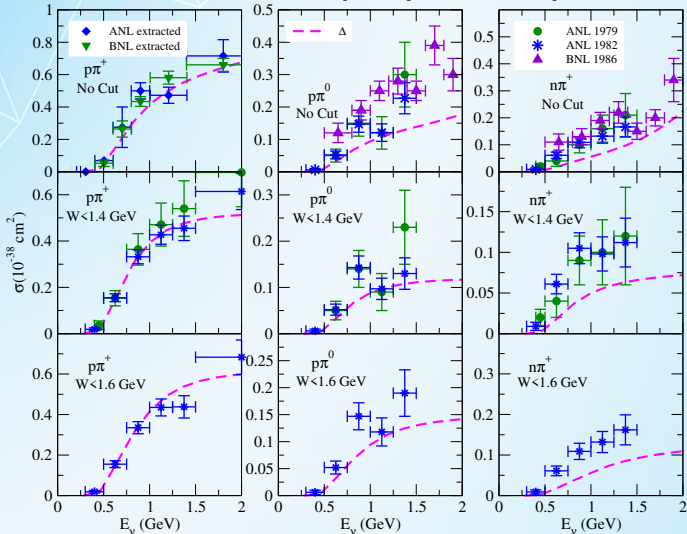 1
0.8
0.6
0.4
0.2
0
ANL extracted
BNL extracted
pπ⁺
No Cut
0.5
0.4
0.3
0.2
0.1
0
Δ
pπ⁰
No Cut
0.5
0.4
0.3
0.2
0.1
0
ANL 1979
ANL 1982
BNL 1986
nπ⁺
No Cut
0.6
0.4
0.2
0
pπ⁺
W<1.4 GeV
0.3
0.2
0.1
0
pπ⁰
W<1.4 GeV
0.15
0.1
0.05
0
nπ⁺
W<1.4 GeV
σ(10⁻³⁸ cm²)
0.6
0.4
0.2
0
pπ⁺
W<1.6 GeV
0.25
0.2
0.15
0.1
0.05
0
pπ⁰
W<1.6 GeV
0.3
0.2
0.1
0
nπ⁺
W<1.6 GeV
0 0.5 1 1.5 2
0 0.5 1 1.5 2
0 0.5 1 1.5 2
E_ν (GeV)
E_ν (GeV)
E_ν (GeV)